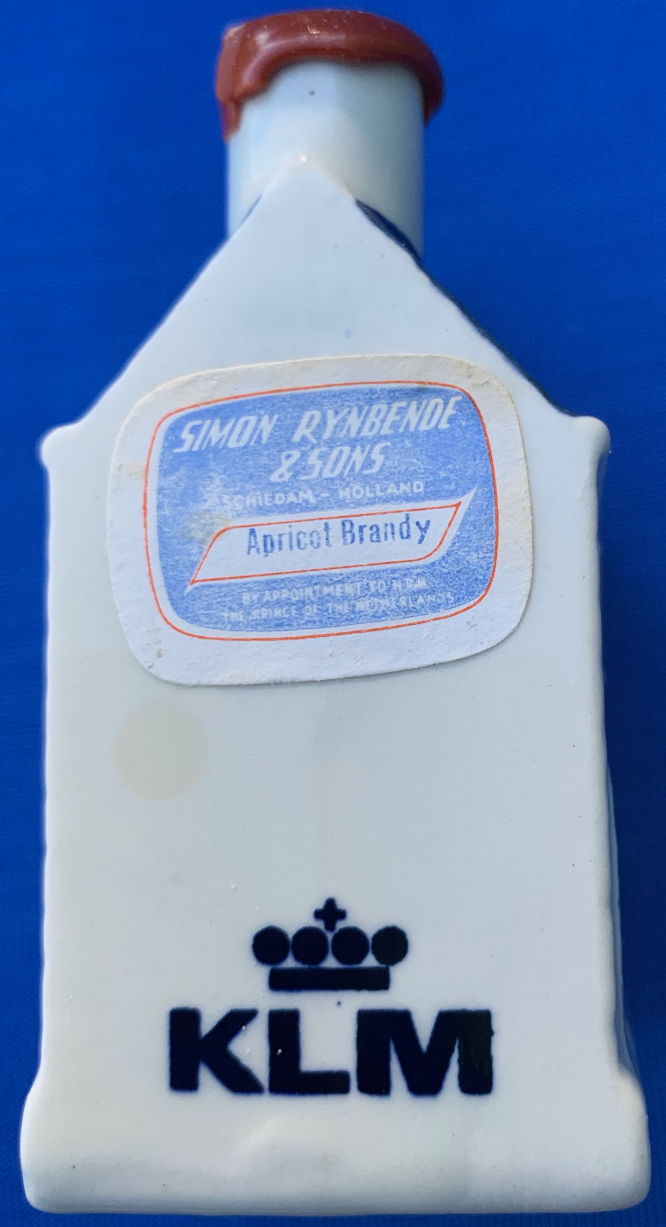 SIMON RYNBENDE
& SONS
SCHIEDAM - HOLLAND
Apricot Brandy
BY APPOINTMENT TO H.R.H.
THE PRINCE OF THE NETHERLANDS
KLM